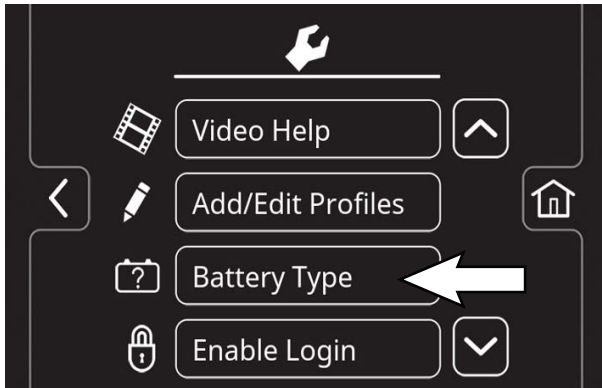 Video Help
Add/Edit Profiles
?
Battery Type
Enable Login